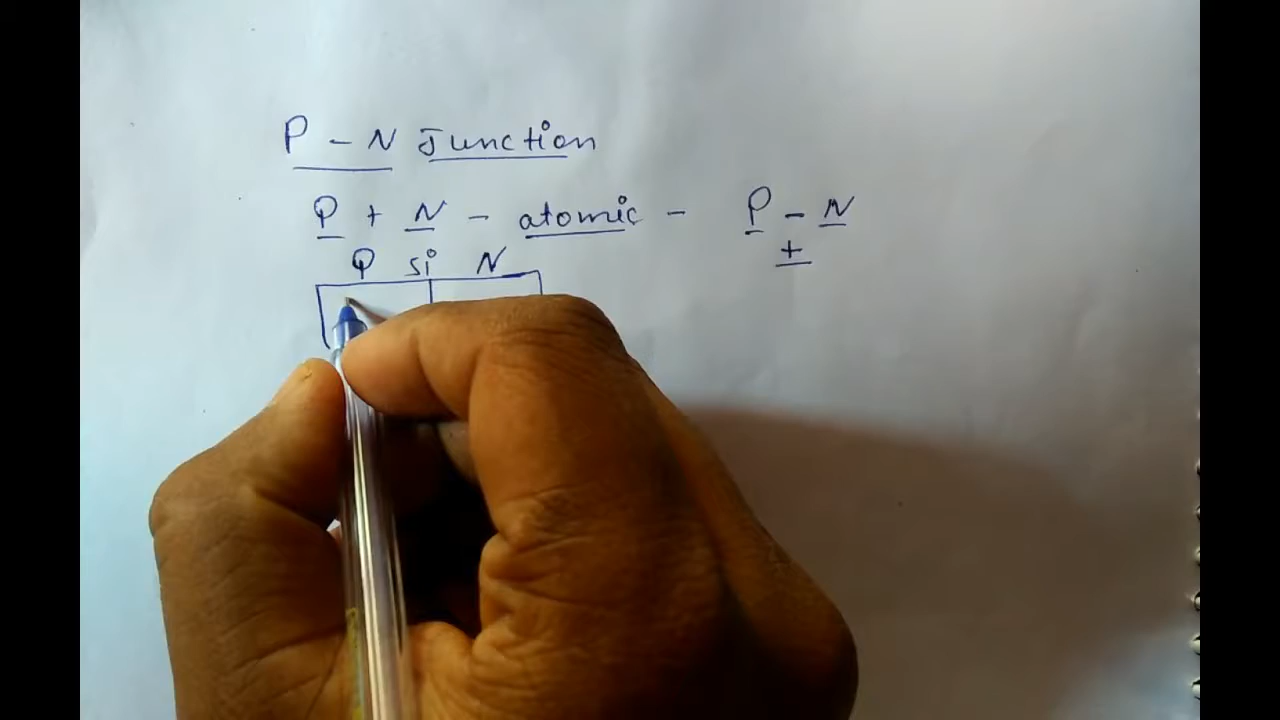 P - N Junction
P + N - atomic - P - N
+
P si N